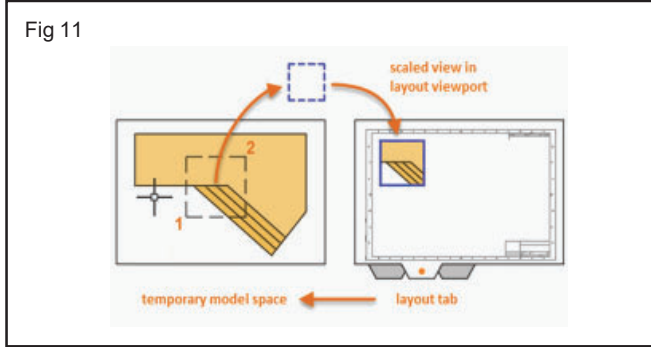 Fig 11
scaled view in
layout viewport
2
1
temporary model space
layout tab